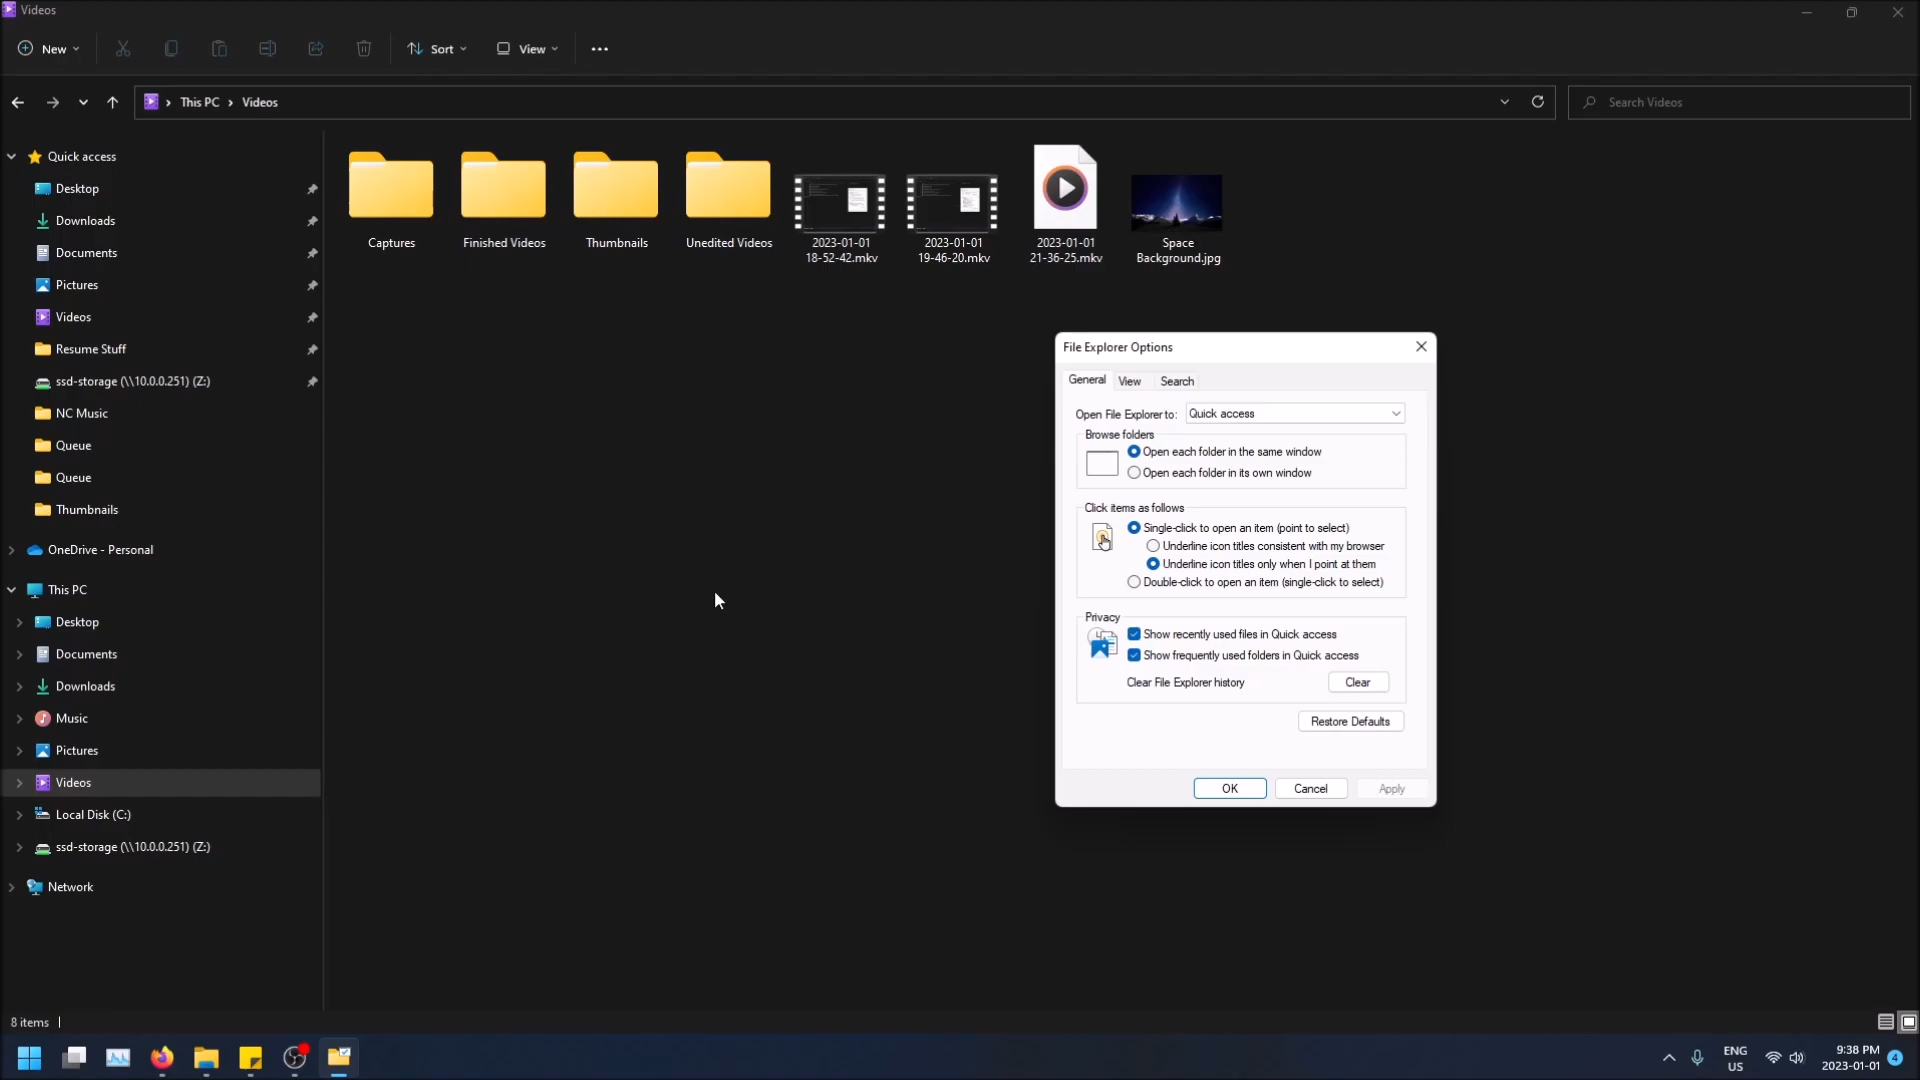 Videos
New
Sort
View
This PC
Videos
Search Videos
Quick access
Desktop
Downloads
Documents
Pictures
Videos
Resume Stuff
ssd-storage (\\10.0.0.251) (Z:)
NC Music
Queue
Queue
Thumbnails
OneDrive - Personal
This PC
Desktop
Documents
Downloads
Music
Pictures
Videos
Local Disk (C:)
ssd-storage (\\10.0.0.251) (Z:)
Network
Captures
Finished Videos
Thumbnails
Unedited Videos
2023-01-01
18-52-42.mkv
2023-01-01
19-46-20.mkv
2023-01-01
21-36-25.mkv
Space
Background.jpg
File Explorer Options
General
View
Search
Open File Explorer to:
Quick access
Browse folders
Open each folder in the same window
Open each folder in its own window
Click items as follows
Single-click to open an item (point to select)
Underline icon titles consistent with my browser
Underline icon titles only when I point at them
Double-click to open an item (single-click to select)
Privacy
Show recently used files in Quick access
Show frequently used folders in Quick access
Clear File Explorer history
Clear
Restore Defaults
OK
Cancel
Apply
8 items
ENG
US
9:38 PM
2023-01-01
4